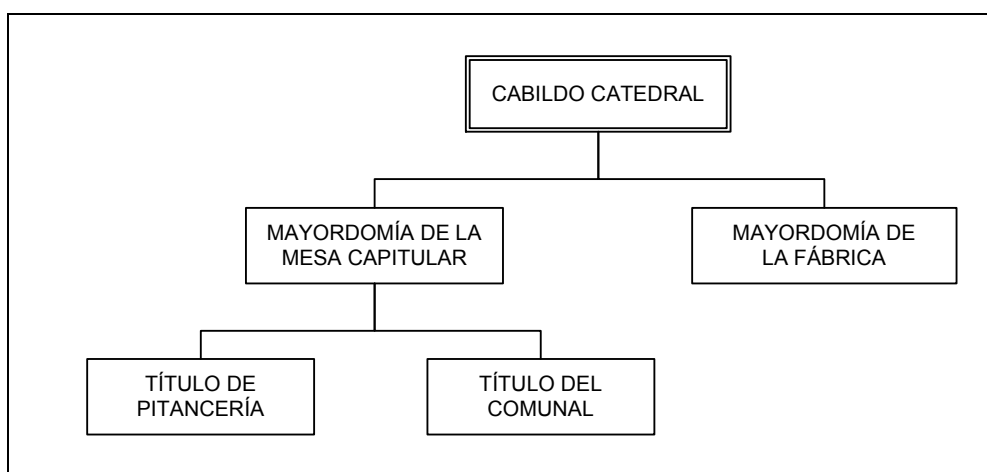 CABILDO CATEDRAL
MAYORDOMÍA DE LA
MESA CAPITULAR
MAYORDOMÍA DE
LA FÁBRICA
TÍTULO DE
PITANCERÍA
TÍTULO DEL
COMUNAL